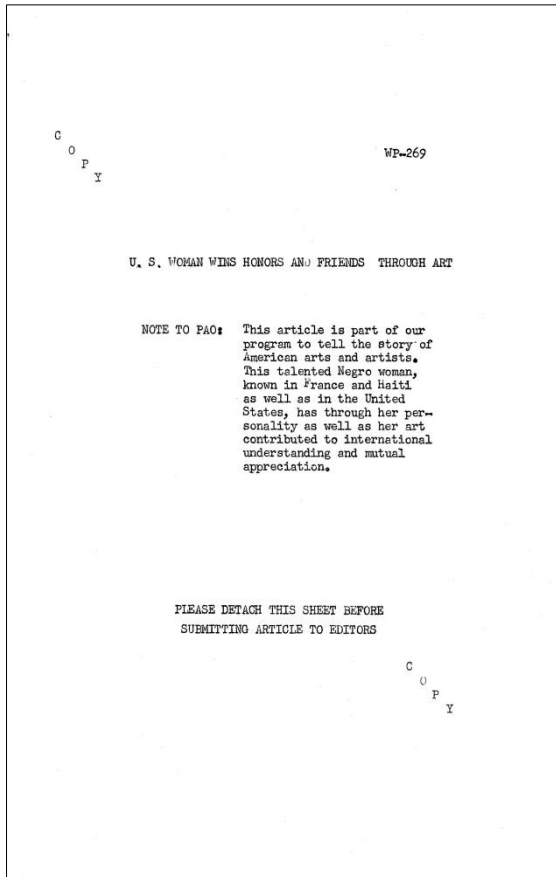 C
O
P
Y
WP-269
U. S. WOMAN WINS HONORS AND FRIENDS THROUGH ART
NOTE TO PAO: This article is part of our
program to tell the story of
American arts and artists.
This talented Negro woman,
known in France and Haiti
as well as in the United
States, has through her per-
sonality as well as her art
contributed to international
understanding and mutual
appreciation.
PLEASE DETACH THIS SHEET BEFORE
SUBMITTING ARTICLE TO EDITORS
C
O
P
Y